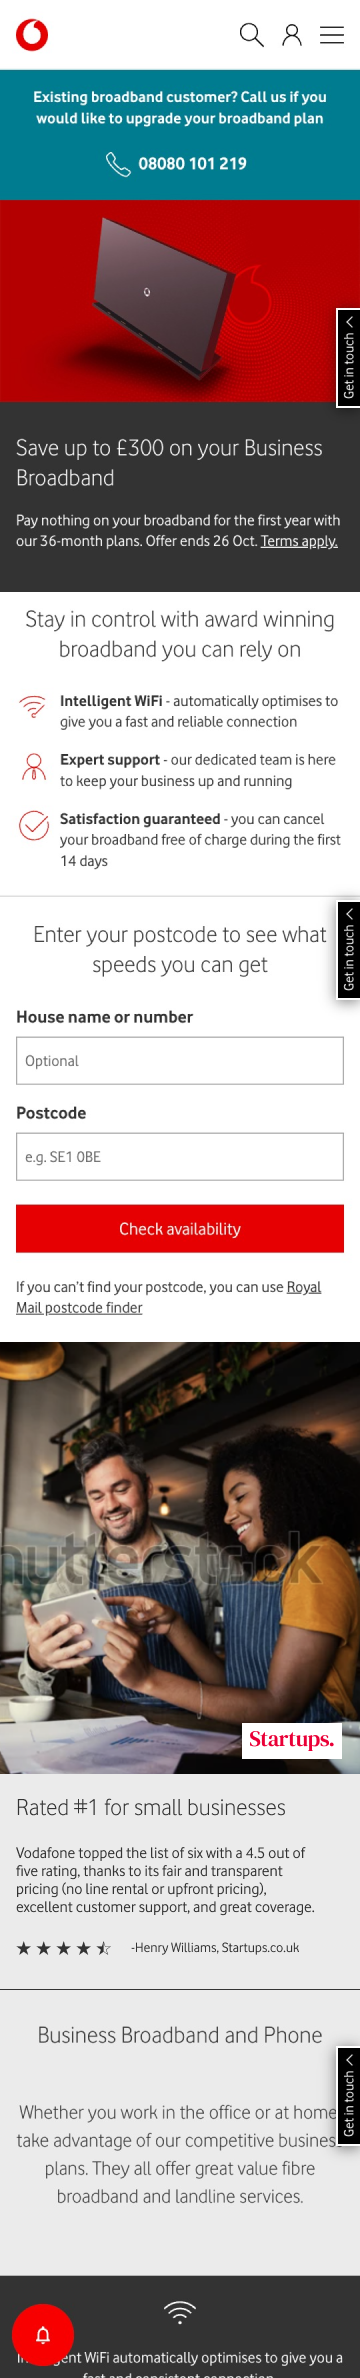 Existing broadband customer? Call us if you
would like to upgrade your broadband plan
08080 101 219
Get in touch
Save up to £300 on your Business
Broadband
Pay nothing on your broadband for the first year with
our 36-month plans. Offer ends 26 Oct. Terms apply.
Stay in control with award winning
broadband you can rely on
Intelligent WiFi - automatically optimises to
give you a fast and reliable connection
Expert support - our dedicated team is here
to keep your business up and running
Satisfaction guaranteed - you can cancel
your broadband free of charge during the first
14 days
Get in touch
Enter your postcode to see what
speeds you can get
House name or number
Optional
Postcode
e.g. SE1 0BE
Check availability
If you can't find your postcode, you can use Royal
Mail postcode finder
hutterstock
Startups.
Rated #1 for small businesses
Vodafone topped the list of six with a 4.5 out of
five rating, thanks to its fair and transparent
pricing (no line rental or upfront pricing),
excellent customer support, and great coverage.
-Henry Williams, Startups.co.uk
Business Broadband and Phone
Get in touch
Whether you work in the office or at home
take advantage of our competitive busines
plans. They all offer great value fibre
broadband and landline services.
WiFi automatically optimises to give you a
fast and consistent connection